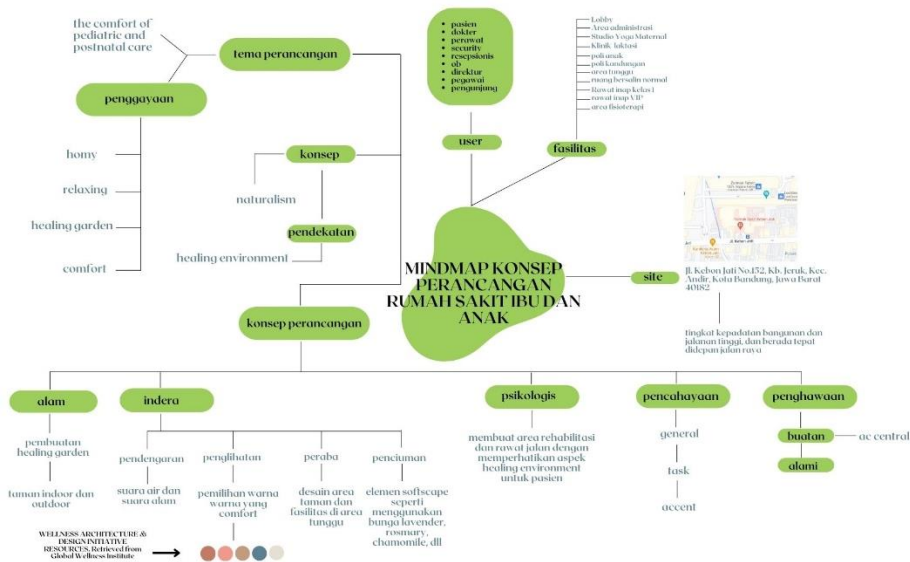 the comfort of
pediatric and
postnatal care
tema perancangan
penggayaan
homy
relaxing
healing garden
comfort
konsep
naturalism
pendekatan
healing environment
konsep perancangan
pasien
dokter
perawat
security
resepsionis
ob
direktur
pegawai
pengunjung
user
Lobby
Area administrasi
Studio Yoga Maternal
Klinik laktasi
poli anak
poli kandungan
area tunggu
ruang bersalin normal
Rawat inap kelas I
rawat inap VIP
area fisioterapi
fasilitas
MINDMAP KONSEP
PERANCANGAN
RUMAH SAKIT IBU DAN
ANAK
site
Jl. Kebon Jati No.152, Kb. Jeruk, Kec.
Andir, Kota Bandung, Jawa Barat
40182
tingkat kepadatan bangunan dan
jalanan tinggi, dan berada tepat
didepan jalan raya
alam
pembuatan
healing garden
taman indoor dan
outdoor
indera
pendengaran
suara air dan
suara alam
penglihatan
pemilihan warna
warna yang
comfort
peraba
desain area
taman dan
fasilitas di area
tunggu
penciuman
elemen softscape
seperti
menggunakan
bunga lavender,
rosmary,
chamomile, dll
WELLNESS ARCHITECTURE &
DESIGN INITIATIVE
RESOURCES. Retrieved from
Global Wellness Institute
psikologis
membuat area rehabilitasi
dan rawat jalan dengan
memperhatikan aspek
healing environment
untuk pasien
pencahayaan
general
task
accent
penghawaan
buatan
ac central
alami